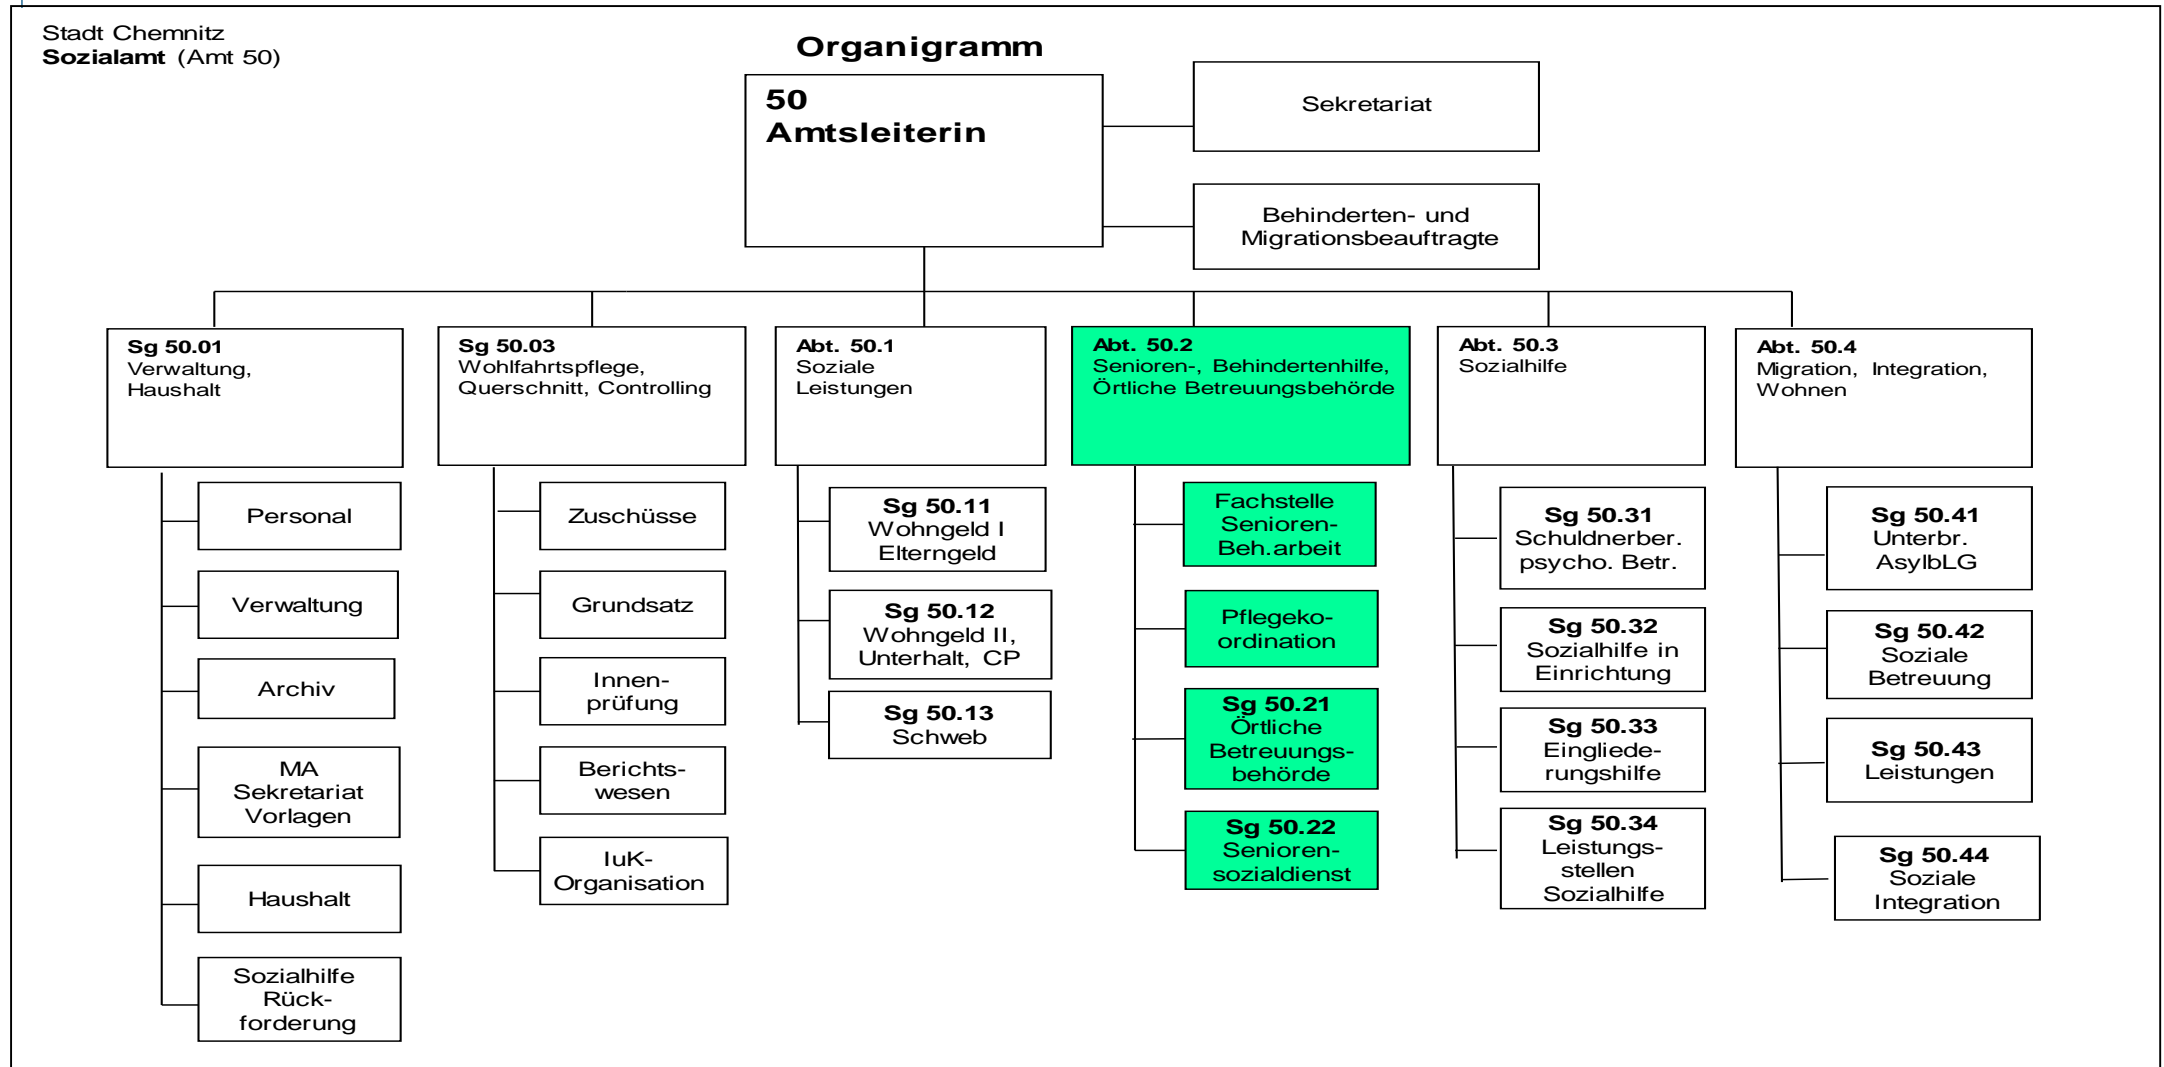 Stadt Chemnitz
Sozialamt (Amt 50)
Organigramm
50
Amtsleiterin
Sekretariat
Behinderten- und
Migrationsbeauftragte
Sg 50.01
Verwaltung,
Haushalt
Sg 50.03
Wohlfahrtspflege,
Querschnitt, Controlling
Abt. 50.1
Soziale
Leistungen
Abt. 50.2
Senioren-, Behindertenhilfe,
Örtliche Betreuungsbehörde
Abt. 50.3
Sozialhilfe
Abt. 50.4
Migration, Integration,
Wohnen
Personal
Verwaltung
Archiv
MA
Sekretariat
Vorlagen
Haushalt
Sozialhilfe
Rück-
forderung
Zuschüsse
Grundsatz
Innen-
prüfung
Berichts-
wesen
IuK-
Organisation
Sg 50.11
Wohngeld I
Elterngeld
Sg 50.12
Wohngeld II,
Unterhalt, CP
Sg 50.13
Schweb
Fachstelle
Senioren-
Beh.arbeit
Pflegeko-
ordination
Sg 50.21
Örtliche
Betreuungs-
behörde
Sg 50.22
Senioren-
sozialdienst
Sg 50.31
Schuldnerber.
psycho. Betr.
Sg 50.32
Sozialhilfe in
Einrichtung
Sg 50.33
Eingliede-
rungshilfe
Sg 50.34
Leistungs-
stellen
Sozialhilfe
Sg 50.41
Unterbr.
AsylbLG
Sg 50.42
Soziale
Betreuung
Sg 50.43
Leistungen
Sg 50.44
Soziale
Integration